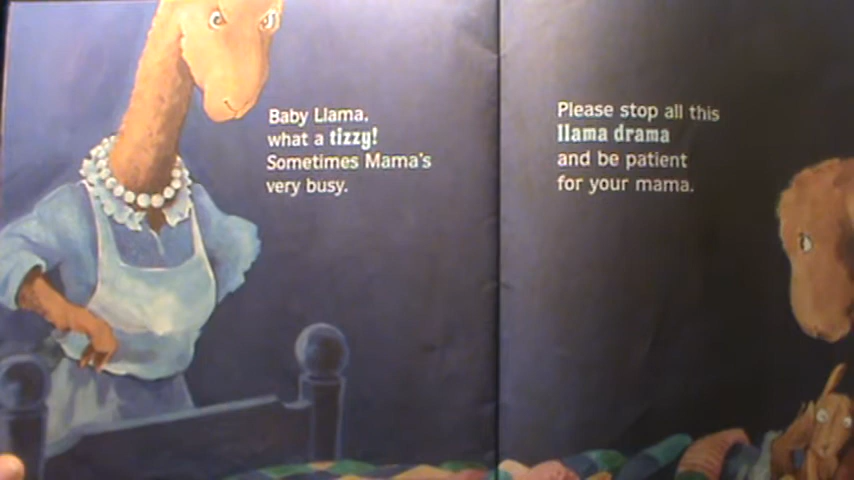 Baby Llama,
what a tizzy!
Sometimes Mama's
very busy.
Please stop all this
llama drama
and be patient
for your mama.